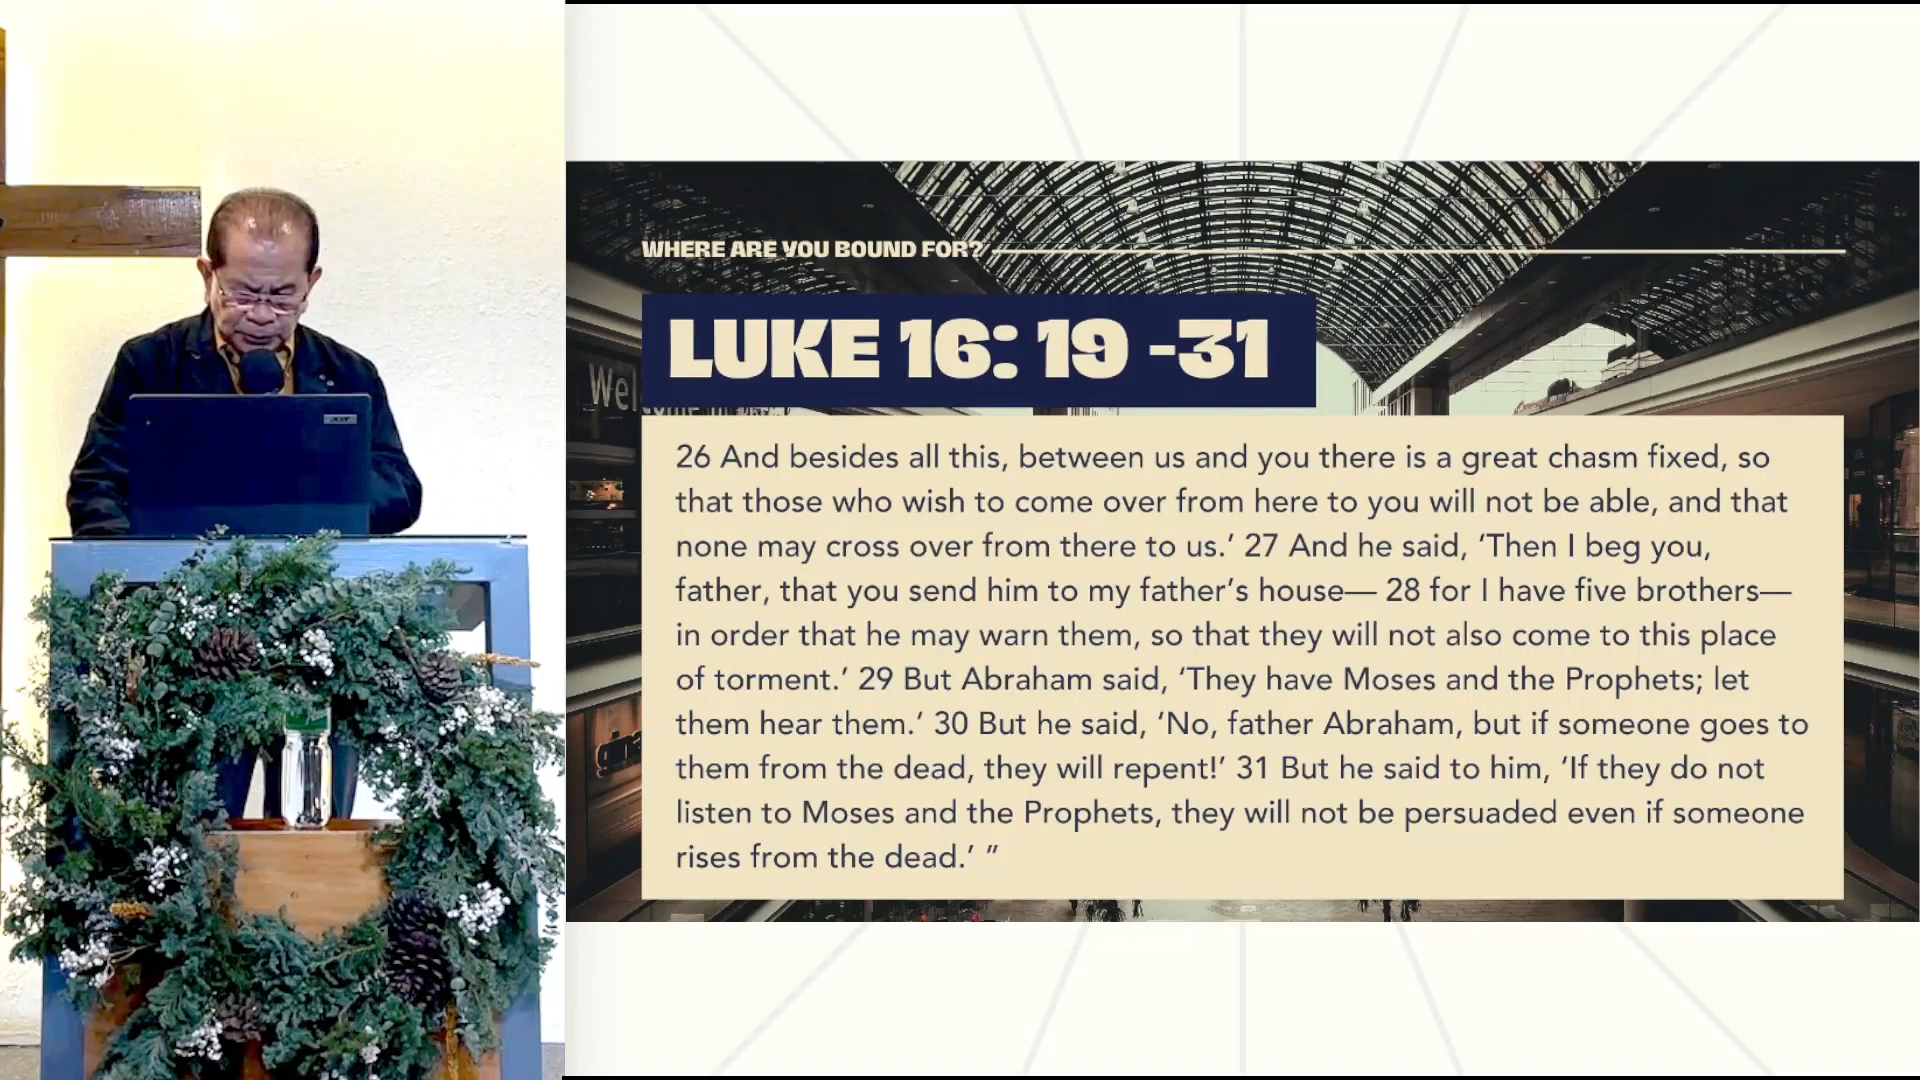 WHERE ARE YOU BOUND FOR?
LUKE 16: 19 -31
26 And besides all this, between us and you there is a great chasm fixed, so
that those who wish to come over from here to you will not be able, and that
none may cross over from there to us.’ 27 And he said, ‘Then I beg you,
father, that you send him to my father’s house— 28 for I have five brothers—
in order that he may warn them, so that they will not also come to this place
of torment.’ 29 But Abraham said, ‘They have Moses and the Prophets; let
them hear them.’ 30 But he said, ‘No, father Abraham, but if someone goes to
them from the dead, they will repent!’ 31 But he said to him, ‘If they do not
listen to Moses and the Prophets, they will not be persuaded even if someone
rises from the dead.’ ”
acer